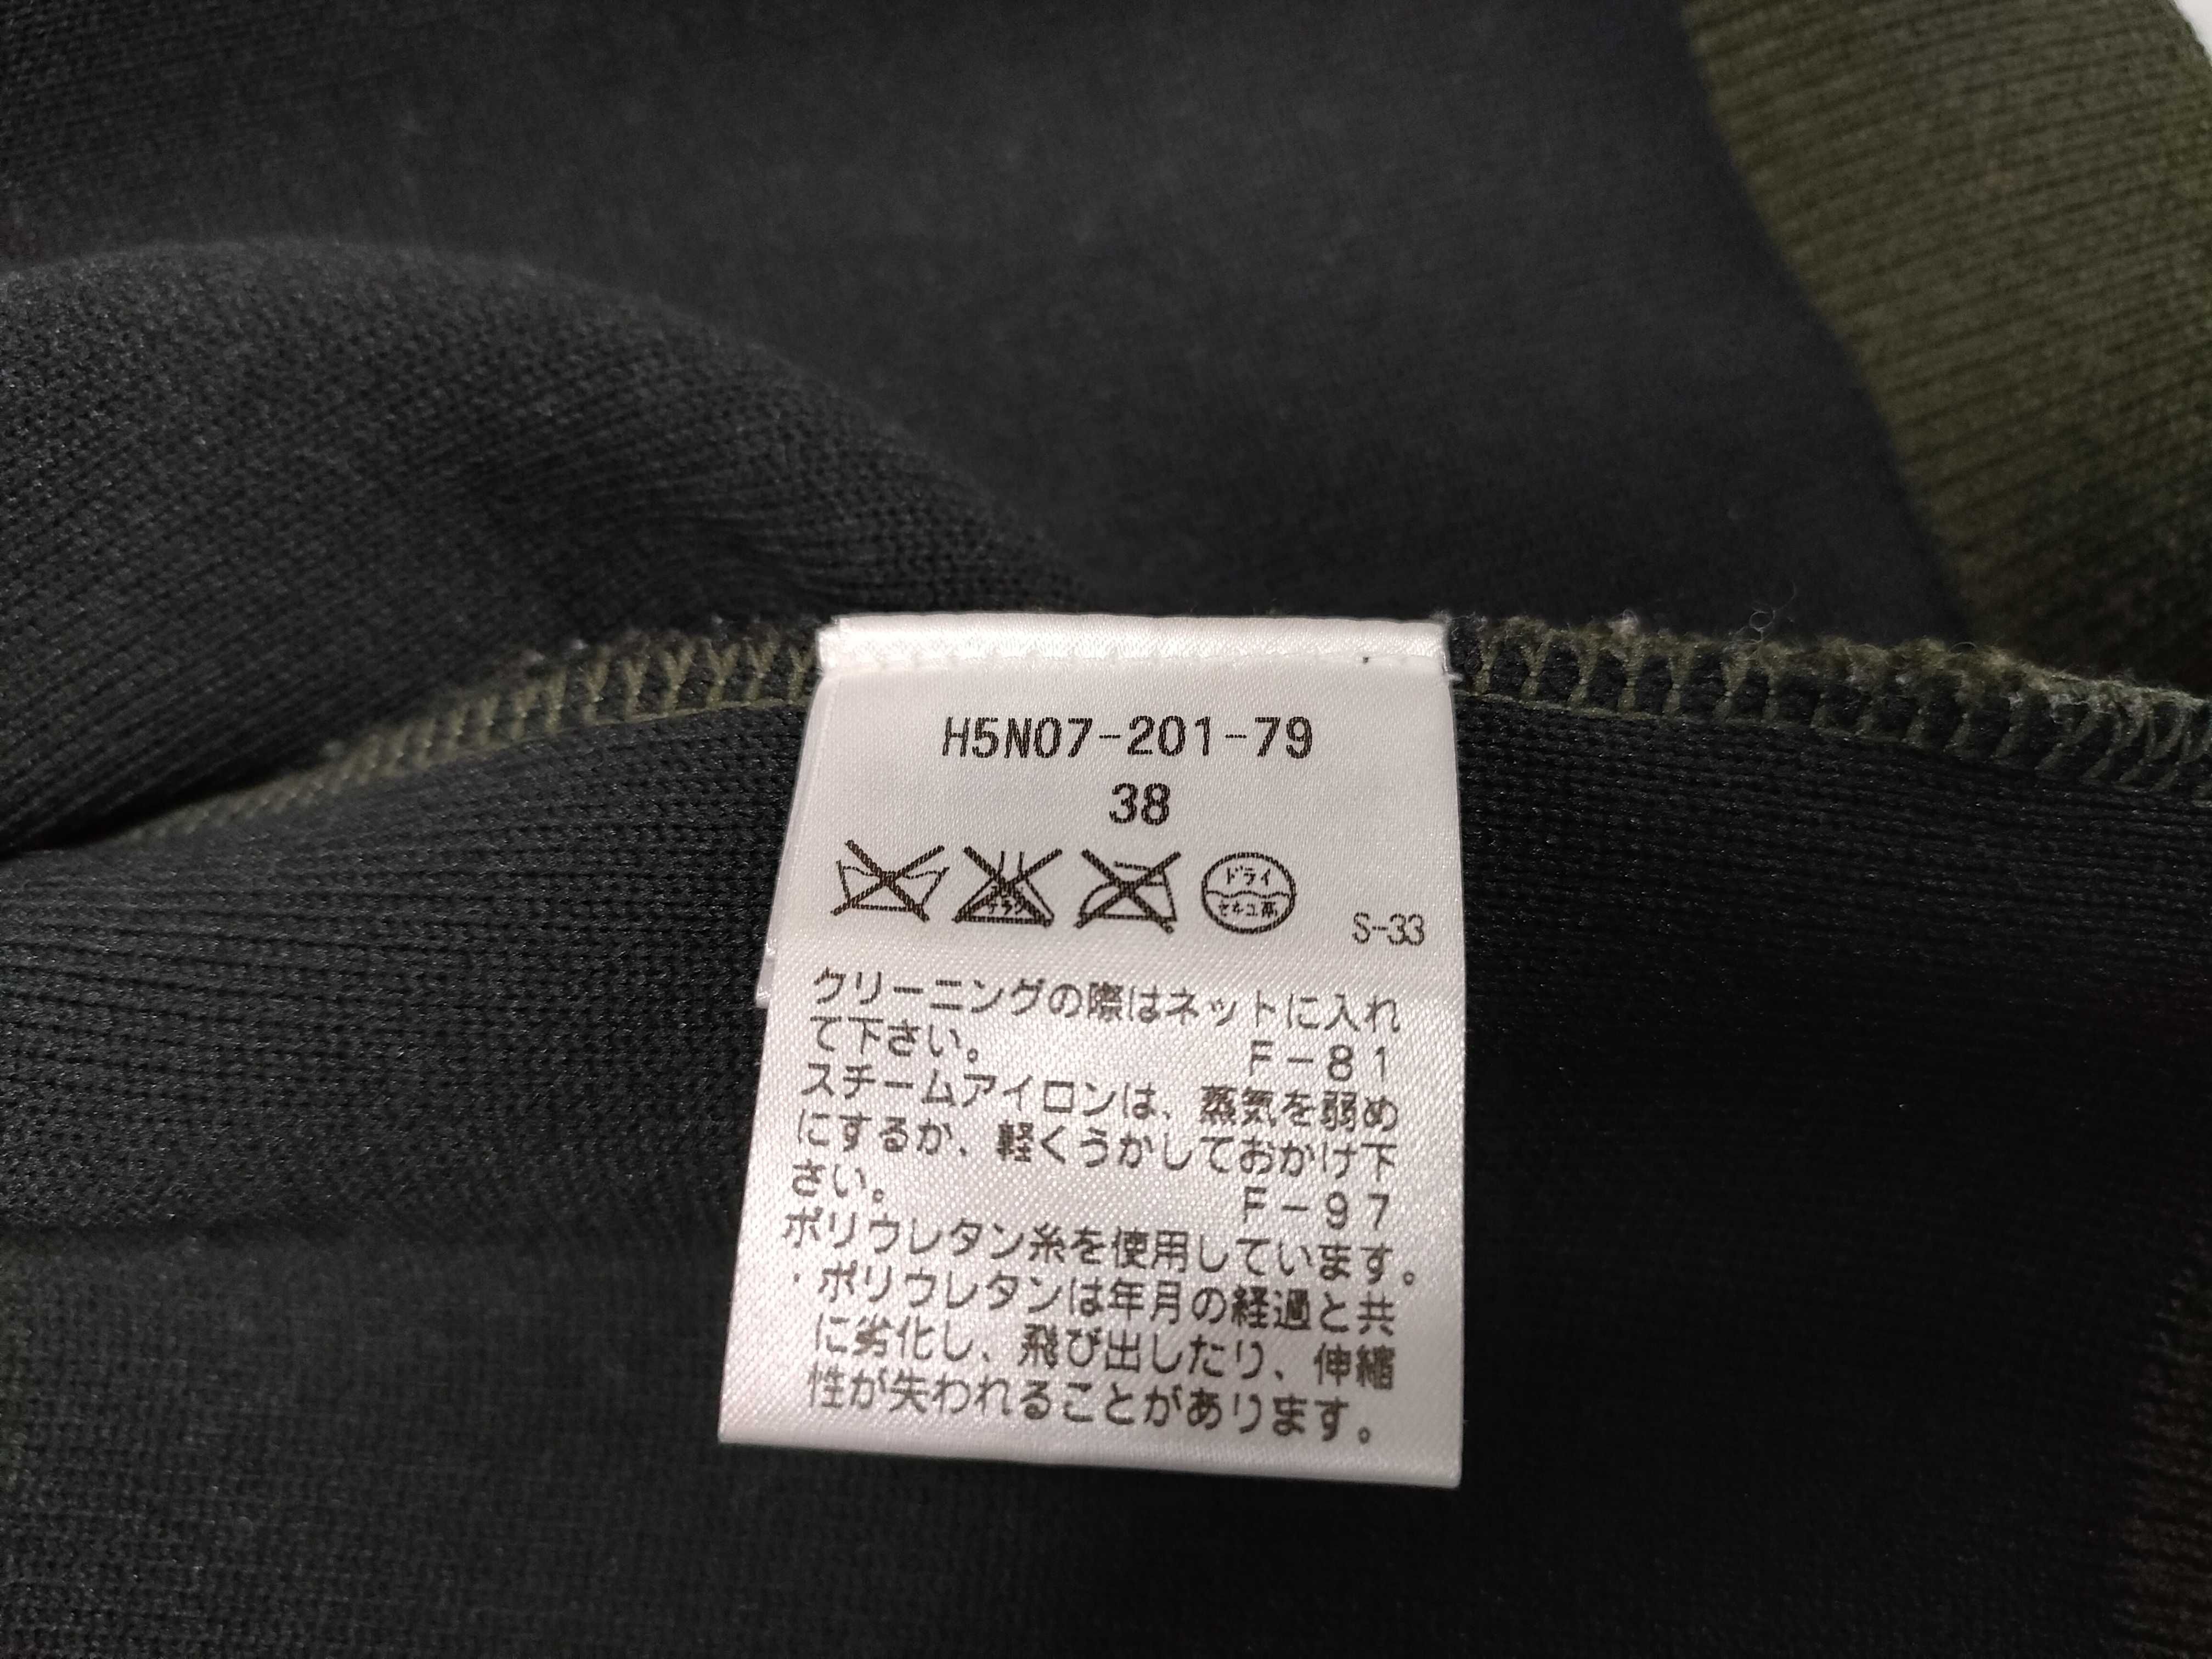 H5N07-201-79
38
ドライ
セキユ系
S-33
クリーニングの際はネットに入れ
て下さい。 F-81
スチームアイロンは、蒸気を弱め
にするか、軽くうかしておかけ下
さい。 F-97
ポリウレタン糸を使用しています。
・ポリウレタンは年月の経過と共
に劣化し、飛び出したり、伸縮
性が失われることがあります。